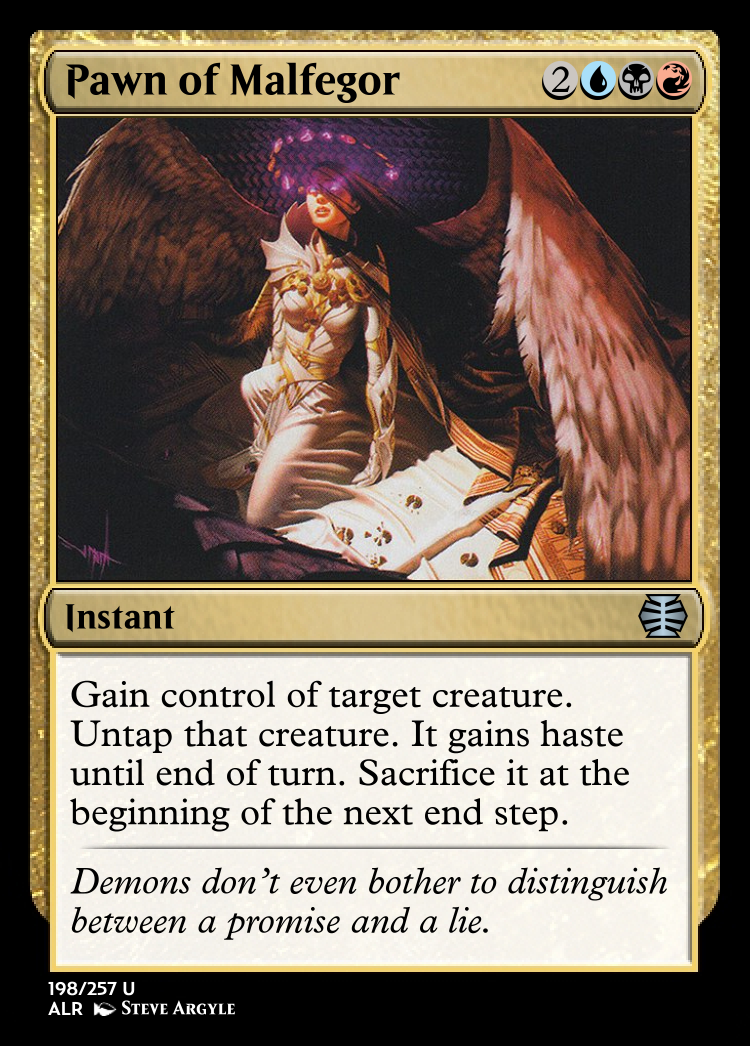 Pawn of Malfegor 2
Instant
Gain control of target creature.
Untap that creature. It gains haste
until end of turn. Sacrifice it at the
beginning of the next end step.
Demons don't even bother to distinguish
between a promise and a lie.
198/257 U
ALR STEVE ARGYLE